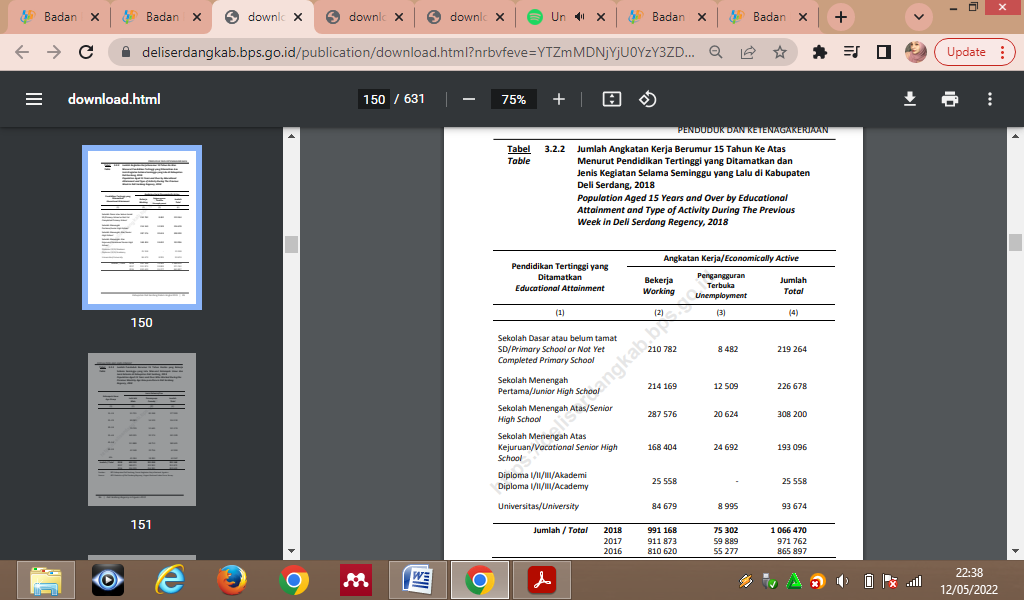 Badan
Badan
downlo
downlo
downlo
Un
Badan
Badan
deliserdangkab.bps.go.id/publication/download.html?nrbvfeve=YTZmMDNjYjU0YzY3ZD...
Update
download.html
150 / 631
75%
150
151
PENDUDUK DAN KETENAGAKERJAAN
Tabel 3.2.2 Jumlah Angkatan Kerja Berumur 15 Tahun Ke Atas
Table Menurut Pendidikan Tertinggi yang Ditamatkan dan
Jenis Kegiatan Selama Seminggu yang Lalu di Kabupaten
Deli Serdang, 2018
Population Aged 15 Years and Over by Educational
Attainment and Type of Activity During The Previous
Week in Deli Serdang Regency, 2018
Pendidikan Tertinggi yang
Ditamatkan
Educational Attainment
Angkatan Kerja/Economically Active
Bekerja
Working
Pengangguran
Terbuka
Unemployment
Jumlah
Total
(1) (2) (3) (4)
Sekolah Dasar atau belum tamat
SD/Primary School or Not Yet 210 782 8 482 219 264
Completed Primary School
Sekolah Menengah
Pertama/Junior High School 214 169 12 509 226 678
Sekolah Menengah Atas/Senior
High School 287 576 20 624 308 200
Sekolah Menengah Atas
Kejuruan/Vacational Senior High 168 404 24 692 193 096
School
Diploma I/II/III/Akademi
Diploma I/II/III/Academy 25 558 - 25 558
Universitas/University 84 679 8 995 93 674
Jumlah / Total 2018 991 168 75 302 1 066 470
2017 911 873 59 889 971 762
2016 810 620 55 277 865 897
https://deliserdangkab.bps.go.id
22:38
12/05/2022